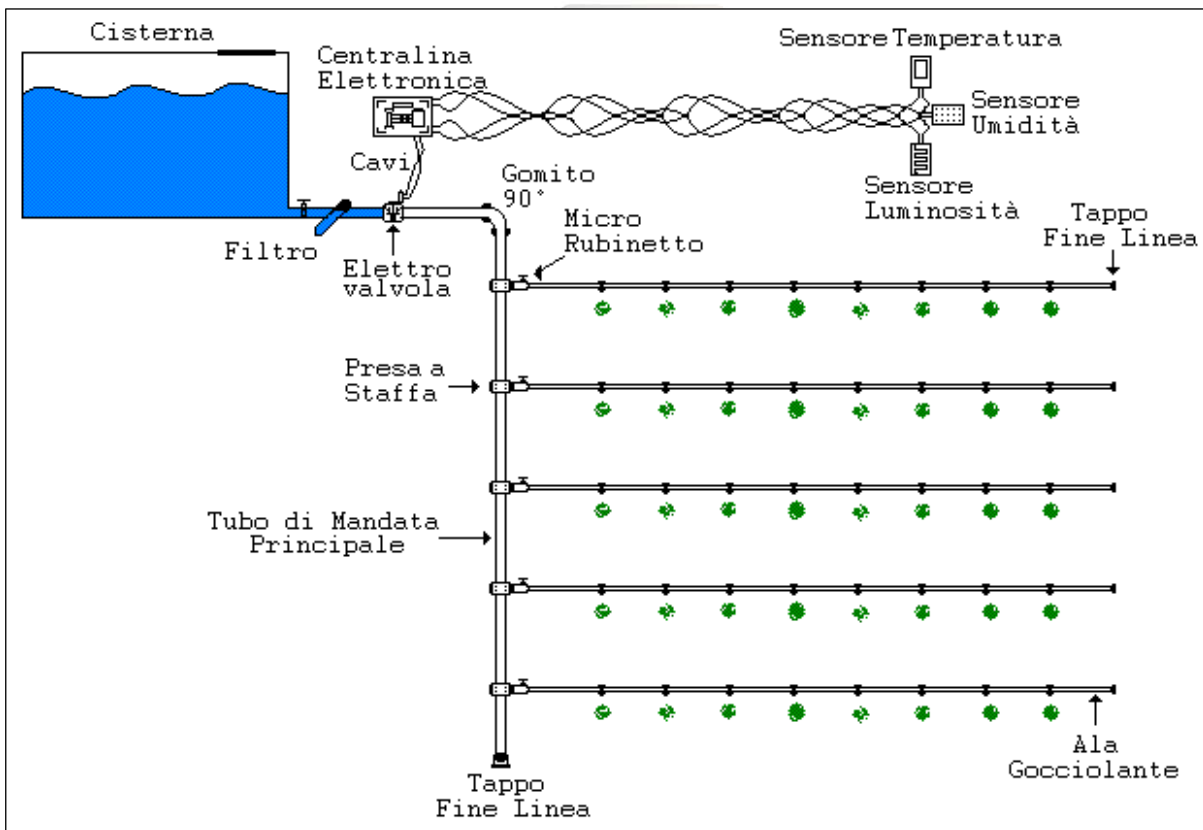 Cisterna
Centralina
Elettronica
Sensore Temperatura
Sensore
Umidità
Cavi
Gomito
90°
Sensore
Luminosità
Filtro
Elettro
valvola
Micro
Rubinetto
Tappo
Fine Linea
Presa a
Staffa
Tubo di Mandata
Principale
Tappo
Fine Linea
Ala
Gocciolante